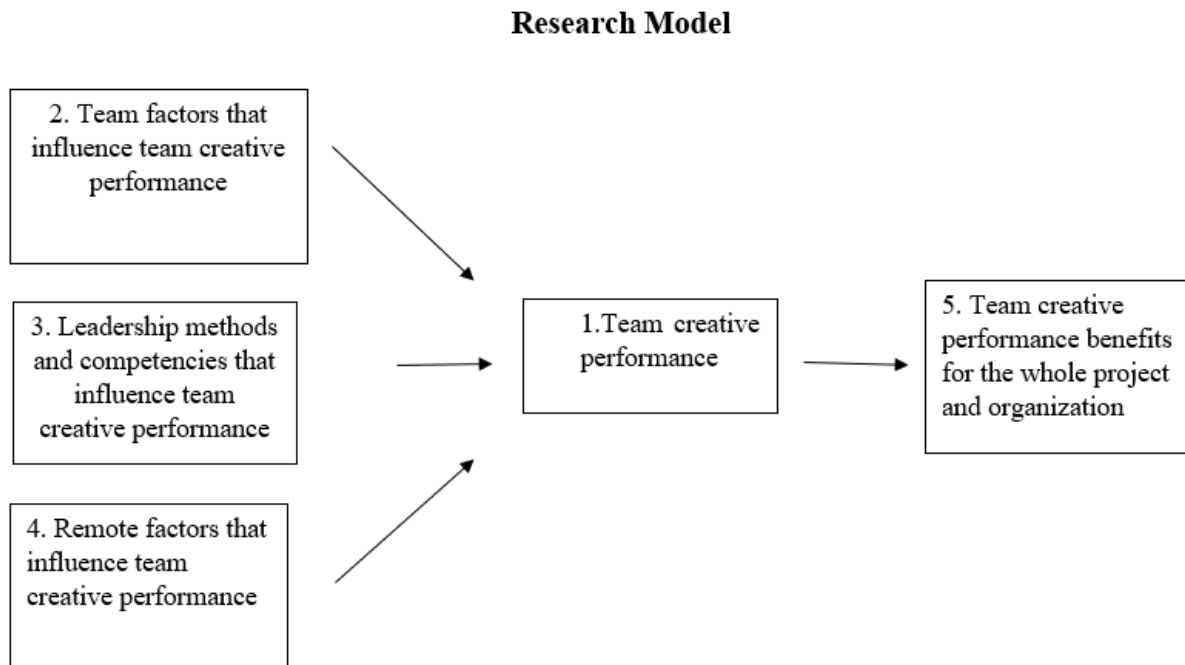 Research Model
2. Team factors that
influence team creative
performance
3. Leadership methods
and competencies that
influence team
creative performance
4. Remote factors that
influence team
creative performance
1.Team creative
performance
5. Team creative
performance benefits
for the whole project
and organization